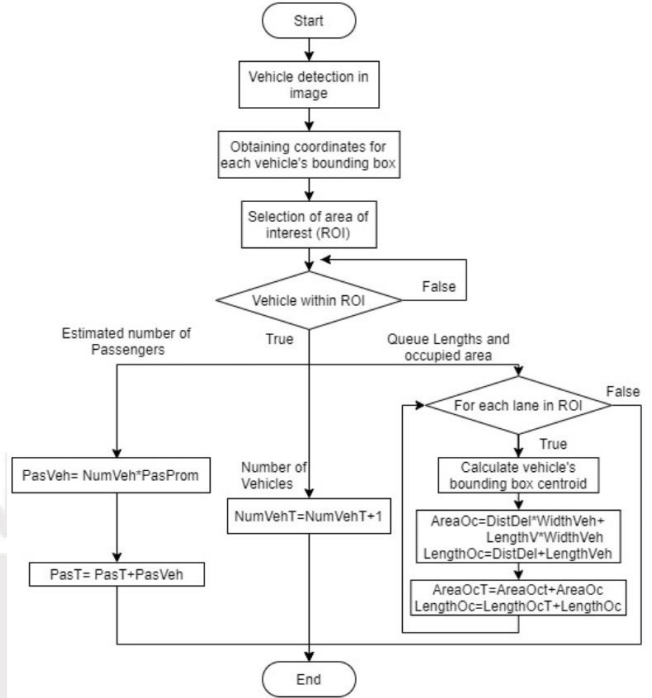 Start
Vehicle detection in
image
Obtaining coordinates for
each vehicle's bounding box
Selection of area of
interest (ROI)
Vehicle within ROI
False
True
Estimated number of
Passengers
PasVeh= NumVeh*PasProm
PasT= PasT+PasVeh
Number of
Vehicles
NumVehT=NumVehT+1
Queue Lengths and
occupied area
For each lane in ROI
False
True
Calculate vehicle's
bounding box centroid
AreaOc=DistDel*WidthVeh+
LengthV*WidthVeh
LengthOc=DistDel+LengthVeh
AreaOcT=AreaOct+AreaOc
LengthOc=LengthOcT+LengthOc
End